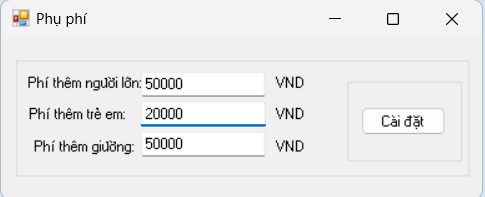 Phụ phí
Phí thêm người lớn: 50000 VND
Phí thêm trẻ em: 20000 VND
Phí thêm giường: 50000 VND
Cài đặt